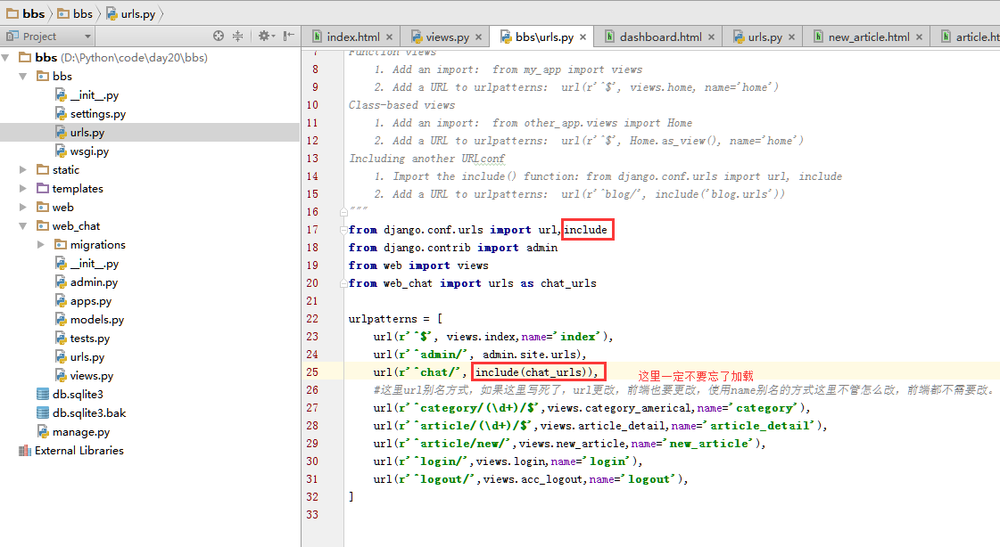 bbs bbs urls.py
Project
index.html views.py bbs\urls.py dashboard.html urls.py new_article.html article.ht
bbs (D:\Python\code\day20\bbs)
bbs
__init__.py
settings.py
urls.py
wsgi.py
static
templates
web
web_chat
migrations
__init__.py
admin.py
apps.py
models.py
tests.py
urls.py
views.py
db.sqlite3
db.sqlite3.bak
manage.py
External Libraries
7 Function views
8 1. Add an import:  from my_app import views
9 2. Add a URL to urlpatterns:  url(r'^$', views.home, name='home')
10 Class-based views
11 1. Add an import:  from other_app.views import Home
12 2. Add a URL to urlpatterns:  url(r'^$', Home.as_view(), name='home')
13 Including another URLconf
14 1. Import the include() function: from django.conf.urls import url, include
15 2. Add a URL to urlpatterns:  url(r'^blog/', include('blog.urls'))
16 """
17 from django.conf.urls import url,include
18 from django.contrib import admin
19 from web import views
20 from web_chat import urls as chat_urls
21
22 urlpatterns = [
23 url(r'^$', views.index,name='index'),
24 url(r'^admin/', admin.site.urls),
25 url(r'^chat/', include(chat_urls)), 这里一定不要忘了加载
26 #这里url别名方式，如果这里写死了，url更改，前端也要更改，使用name别名的方式这里不管怎么改，前端都不需要改。
27 url(r'^category/(\d+)/$',views.category_americal,name='category'),
28 url(r'^article/(\d+)/$',views.article_detail,name='article_detail'),
29 url(r'^article/new/',views.new_article,name='new_article'),
30 url(r'^login/',views.login,name='login'),
31 url(r'^logout/',views.acc_logout,name='logout'),
32 ]
33